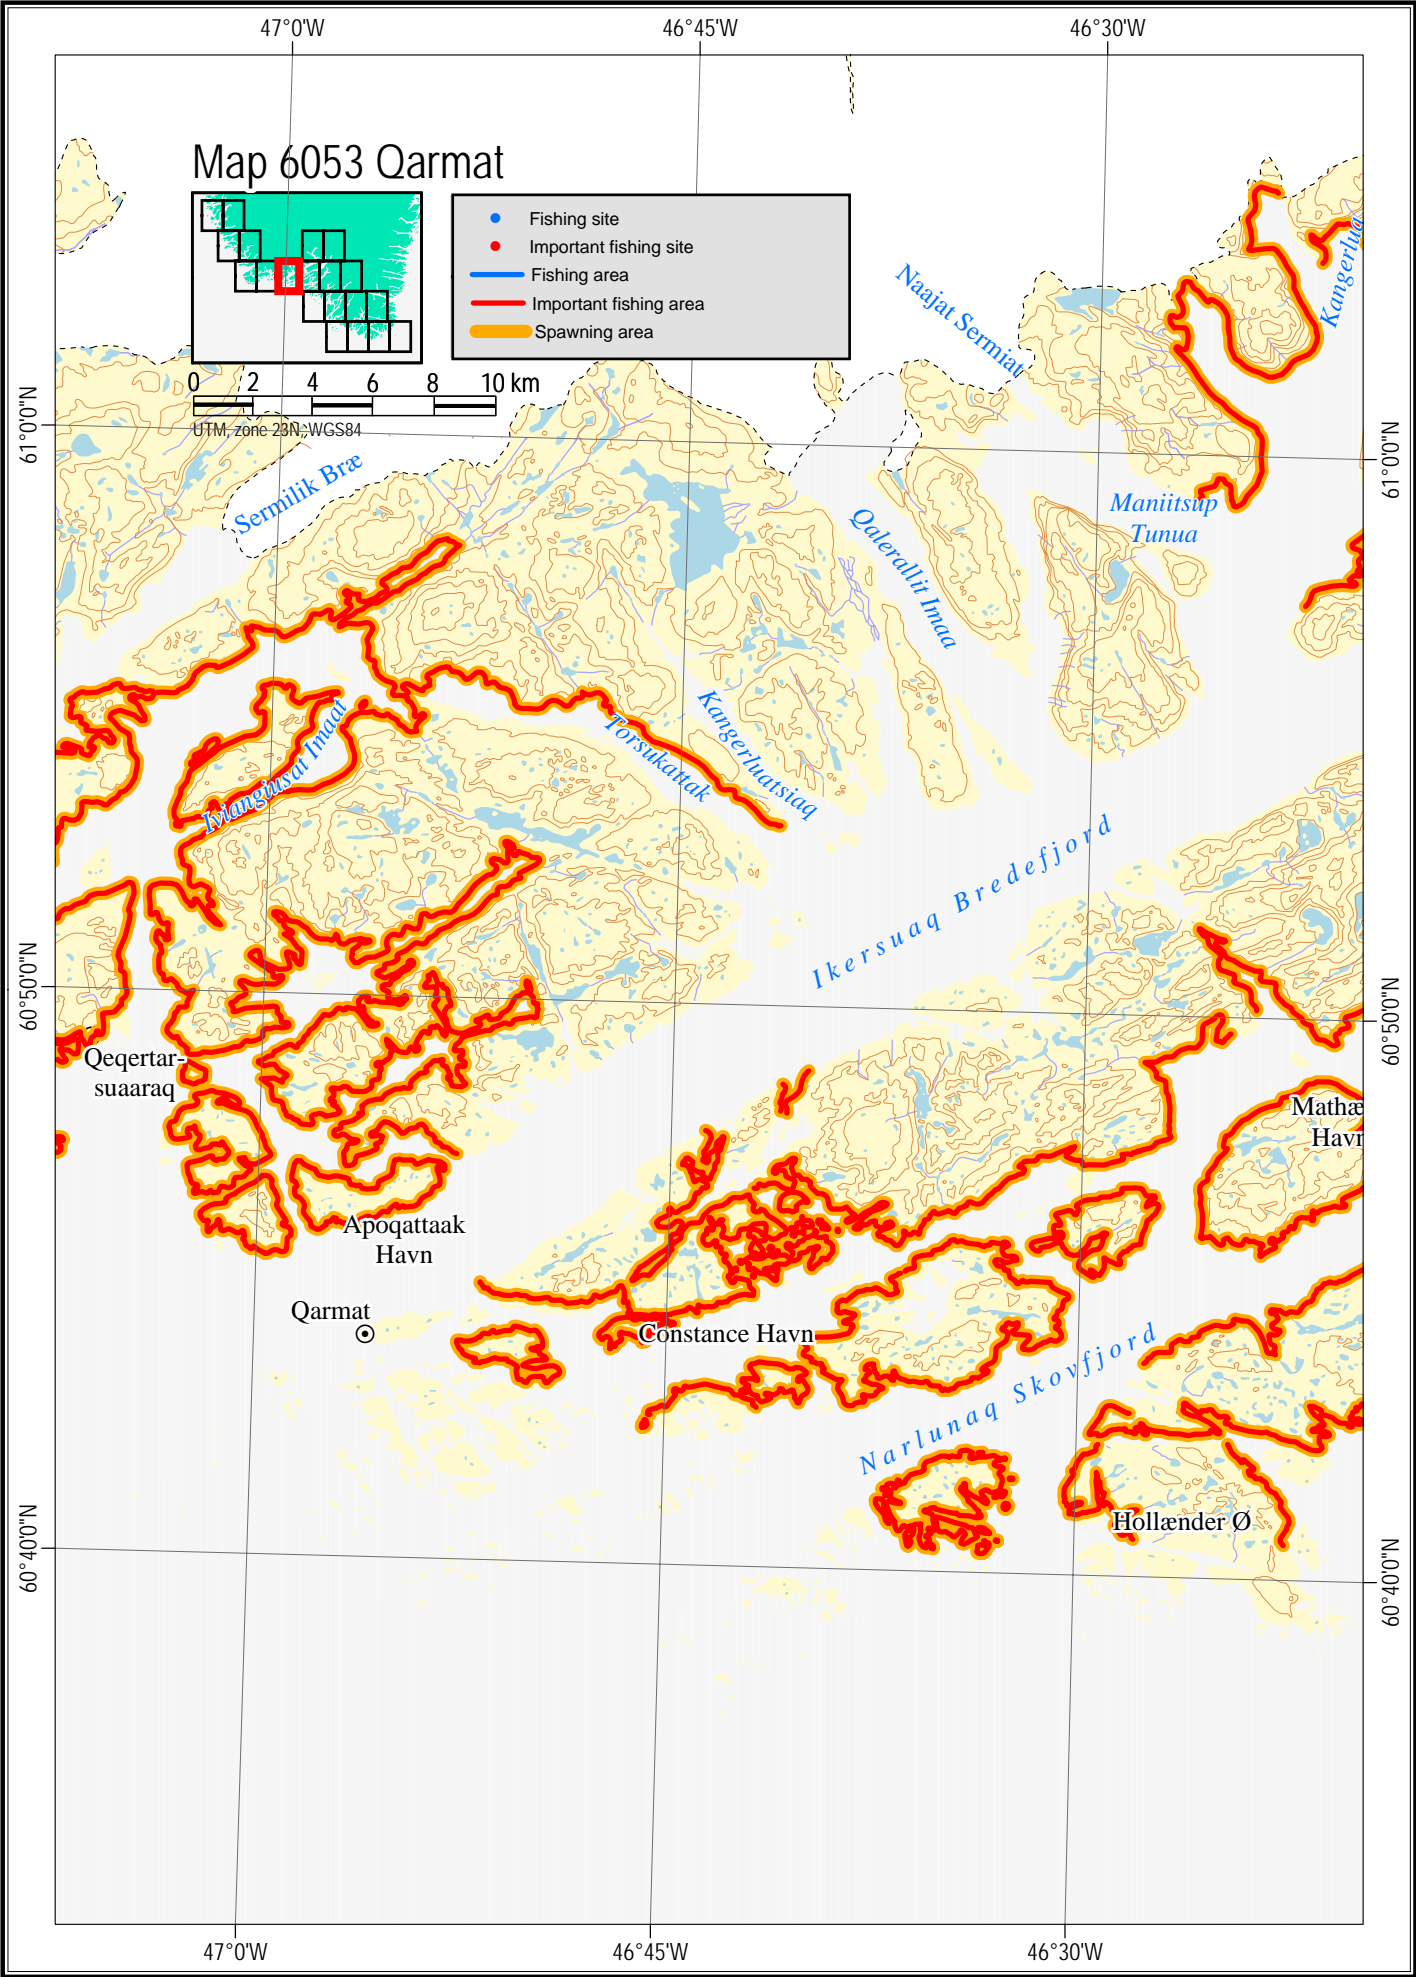 47°0'W
46°45'W
46°30'W
Map 6053 Qarmat
Fishing site
Important fishing site
Fishing area
Important fishing area
Spawning area
0 2 4 6 8 10 km
UTM, zone 23N, WGS84
61°0'0"N
61°0'0"N
Naajat Sermiat
Kangerlua
Sermilik Bræ
Maniitsup
Tunua
Qalerallit Imaa
Iviangiusat Imaat
Torsukattak
Kangerluatsiaq
Ikersuaq Bredefjord
60°50'0"N
60°50'0"N
Qeqertar-
suaaraq
Mathæ
Havn
Apoqattaak
Havn
Qarmat
Constance Havn
Narlunaq Skovfjord
Hollænder Ø
60°40'0"N
60°40'0"N
47°0'W
46°45'W
46°30'W